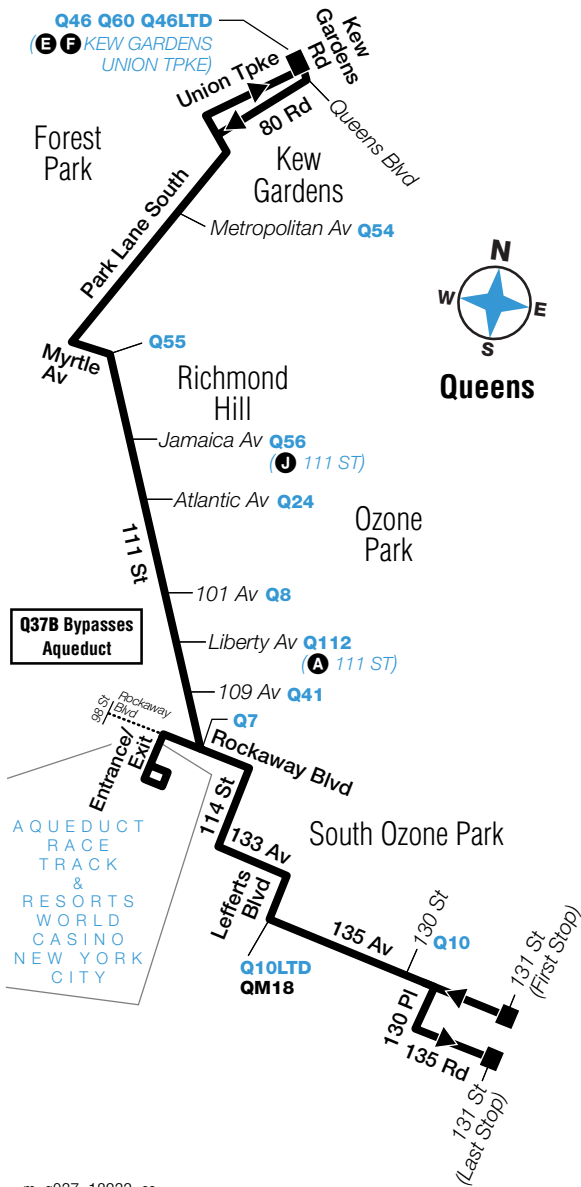 Q46 Q60 Q46LTD
(E F KEW GARDENS
UNION TPKE)
Kew
Gardens
Rd
Union Tpke
80 Rd
Queens Blvd
Forest
Park
Kew
Gardens
Park Lane South
Metropolitan Av Q54
N
W
E
S
Queens
Q55
Myrtle
Av
Richmond
Hill
Jamaica Av Q56
(J 111 ST)
Atlantic Av Q24
Ozone
Park
111 St
101 Av Q8
Q37B Bypasses
Aqueduct
Liberty Av Q112
(A 111 ST)
109 Av Q41
Q7
98 St
Rockaway
Blvd
Entrance/
Exit
Rockaway Blvd
114 St
133 Av
South Ozone Park
AQUEDUCT
RACE
TRACK
&
RESORTS
WORLD
CASINO
NEW YORK
CITY
Lefferts
Blvd
135 Av
130 St
Q10
Q10LTD
QM18
131 St
(First Stop)
130 Pl
135 Rd
131 St
(Last Stop)